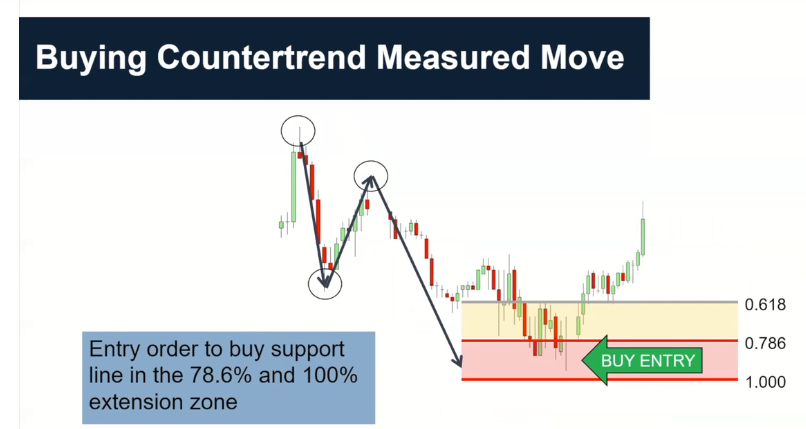 Buying Countertrend Measured Move
0.618
0.786
BUY ENTRY
1.000
Entry order to buy support
line in the 78.6% and 100%
extension zone